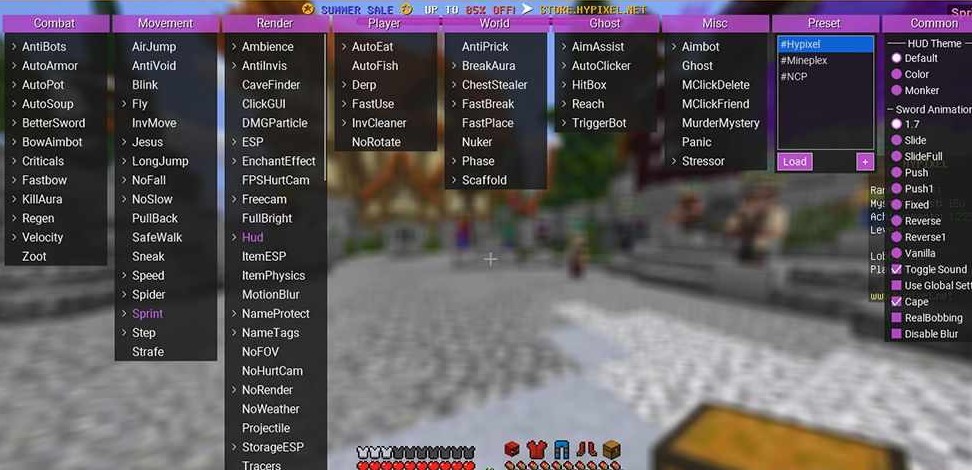 SUMMER SALE UP TO 85% OFF! STORE.HYPIXEL.NET
Combat
> AntiBots
> AutoArmor
> AutoPot
> AutoSoup
> BetterSword
> BowAimbot
> Criticals
> Fastbow
> KillAura
> Regen
> Velocity
Zoot
Movement
AirJump
AntiVoid
Blink
> Fly
InvMove
> Jesus
> LongJump
> NoFall
> NoSlow
PullBack
SafeWalk
Sneak
> Speed
> Spider
> Sprint
> Step
Strafe
Render
> Ambience
> AntiInvis
CaveFinder
ClickGUI
DMGParticle
> ESP
> EnchantEffect
FPSHurtCam
> Freecam
FullBright
> Hud
ItemESP
ItemPhysics
MotionBlur
> NameProtect
> NameTags
NoFOV
NoHurtCam
> NoRender
NoWeather
Projectile
> StorageESP
Tracers
Player
> AutoEat
AutoFish
> Derp
> FastUse
> InvCleaner
NoRotate
World
AntiPrick
> BreakAura
> ChestStealer
> FastBreak
FastPlace
Nuker
> Phase
> Scaffold
Ghost
> AimAssist
> AutoClicker
> HitBox
> Reach
> TriggerBot
Misc
> Aimbot
Ghost
MClickDelete
MClickFriend
MurderMystery
Panic
> Stressor
Preset
#Hypixel
#Mineplex
#NCP
Load +
Common
HUD Theme
Default
Color
Monker
Sword Animation
1.7
Slide
SlideFull
Push
Push1
Fixed
Reverse
Reverse1
Vanilla
Toggle Sound
Use Global Sett
Cape
RealBobbing
Disable Blur